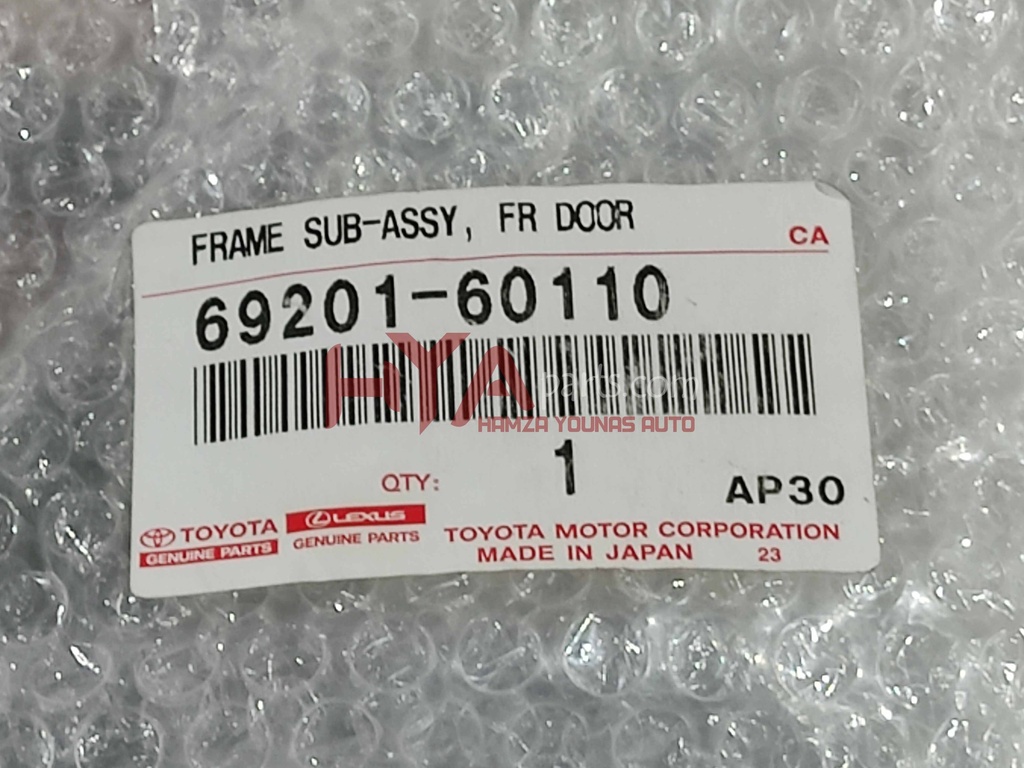 FRAME SUB-ASSY, FR DOOR
CA
69201-60110
HYA parts.com
HAMZA YOUNAS AUTO
QTY: 1
AP30
TOYOTA
GENUINE PARTS
LEXUS
GENUINE PARTS
TOYOTA MOTOR CORPORATION
MADE IN JAPAN 23